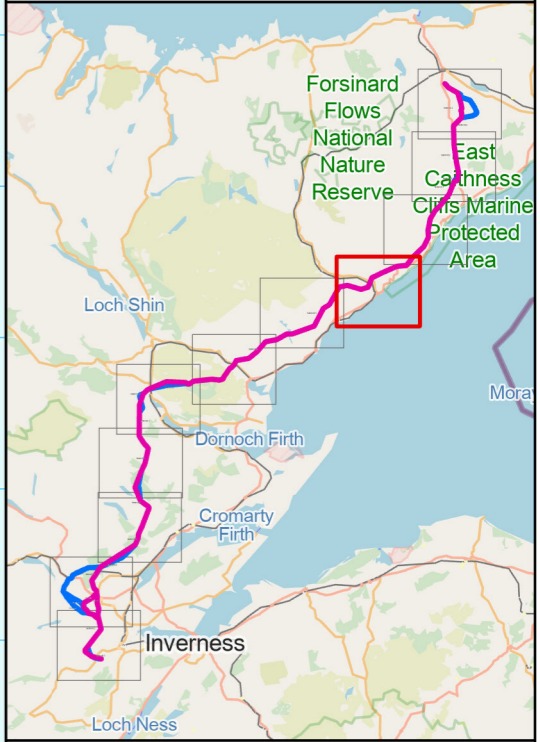 Forsinard
Flows
National
Nature
Reserve
East
Caithness
Cliffs Marine
Protected
Area
Loch Shin
Moray
Dornoch Firth
Cromarty
Firth
Inverness
Loch Ness